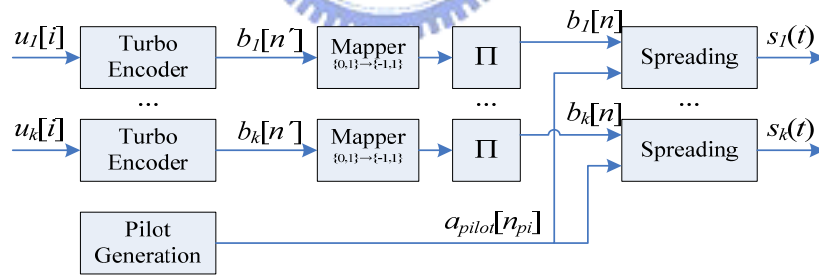 u1[i] Turbo Encoder b1[n′] Mapper {0,1}→{-1,1} Π b1[n] Spreading s1(t)
... ... ...
uk[i] Turbo Encoder bk[n′] Mapper {0,1}→{-1,1} Π bk[n] Spreading sk(t)
Pilot Generation apilot[npi]